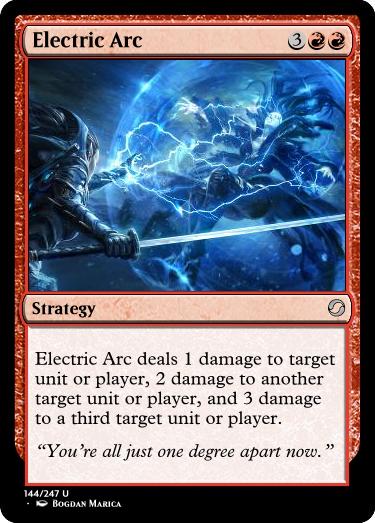 Electric Arc 3
Strategy
Electric Arc deals 1 damage to target
unit or player, 2 damage to another
target unit or player, and 3 damage
to a third target unit or player.
“You’re all just one degree apart now.”
144/247 U
· Bogdan Marica